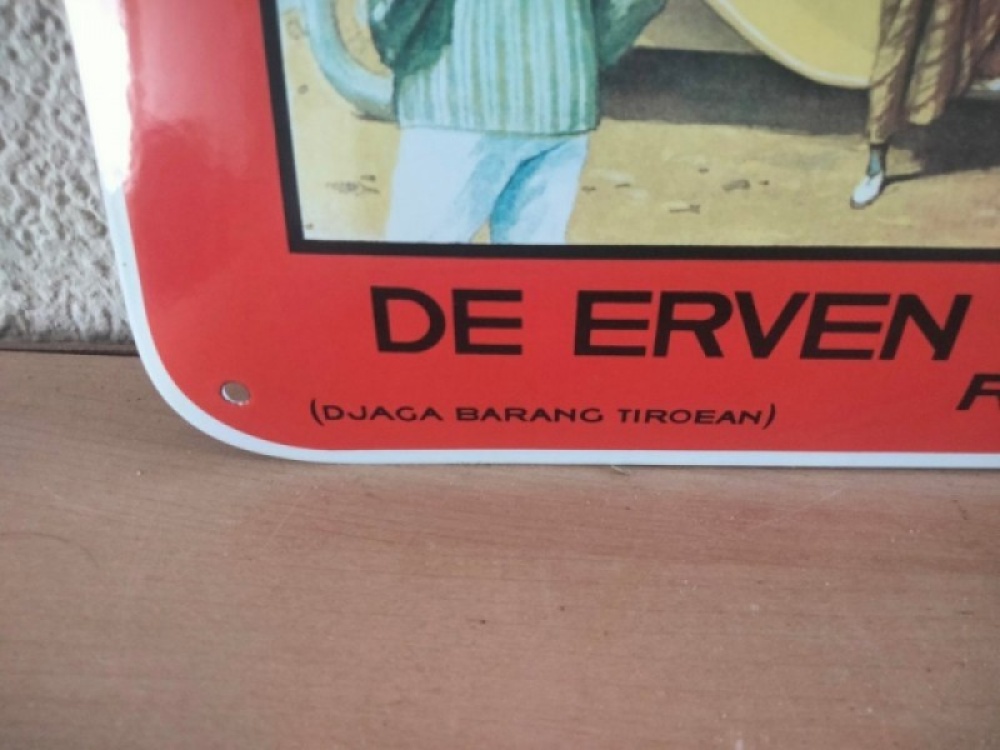 DE ERVEN
(DJAGA BARANG TIROEAN)